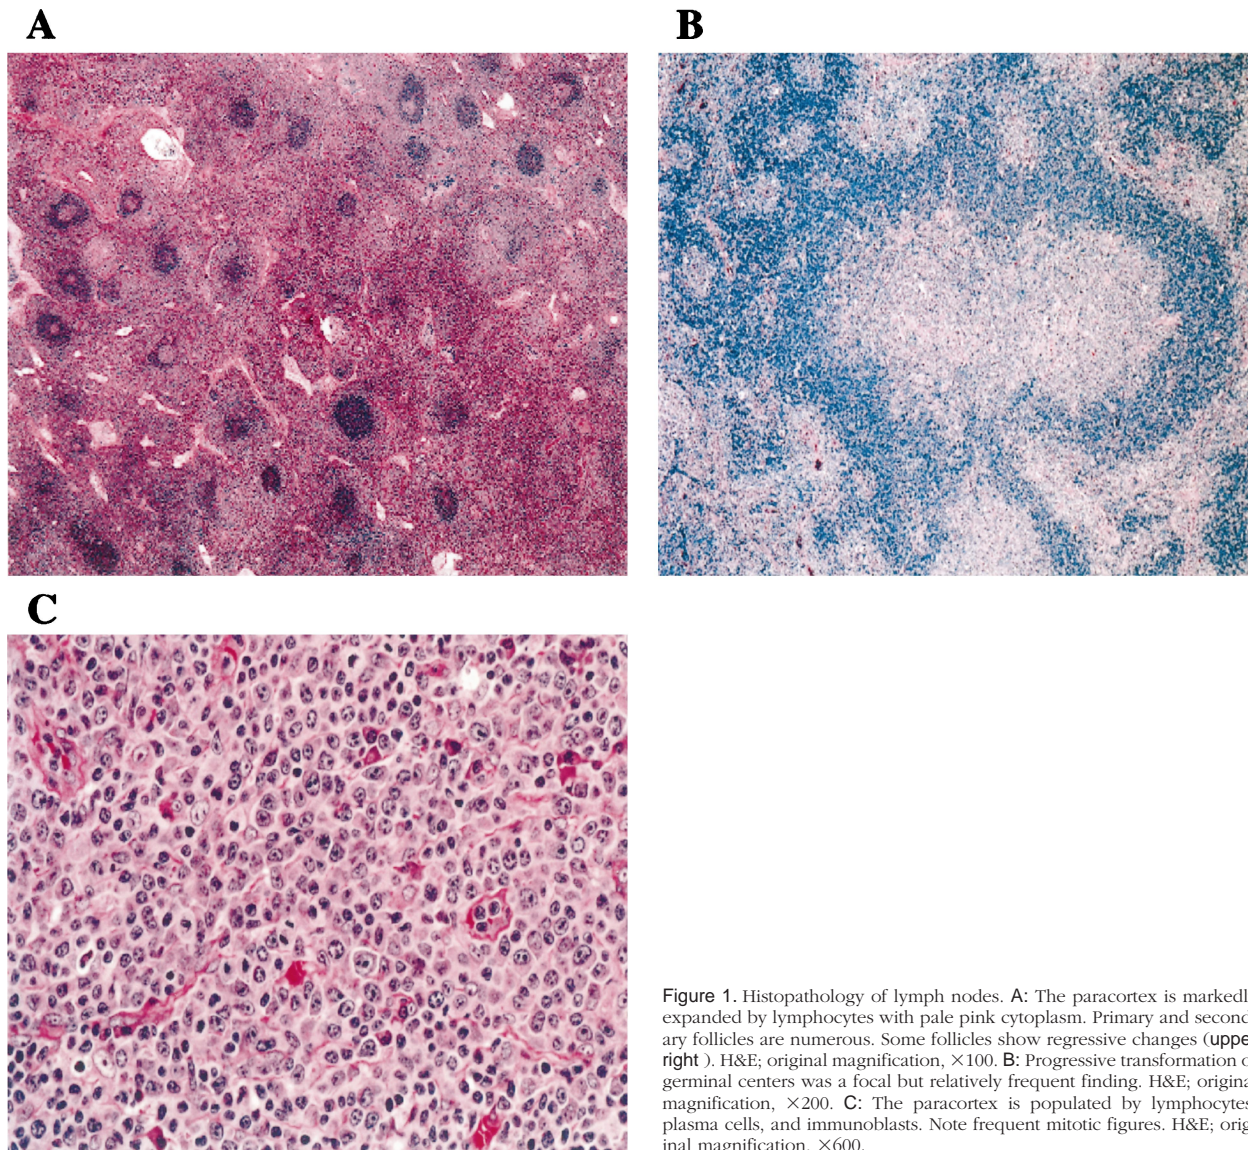 A
B
C
Figure 1. Histopathology of lymph nodes. A: The paracortex is markedl
expanded by lymphocytes with pale pink cytoplasm. Primary and second
ary follicles are numerous. Some follicles show regressive changes (uppe
right ). H&E; original magnification, ×100. B: Progressive transformation o
germinal centers was a focal but relatively frequent finding. H&E; origina
magnification, ×200. C: The paracortex is populated by lymphocytes
plasma cells, and immunoblasts. Note frequent mitotic figures. H&E; orig
inal magnification, ×600.